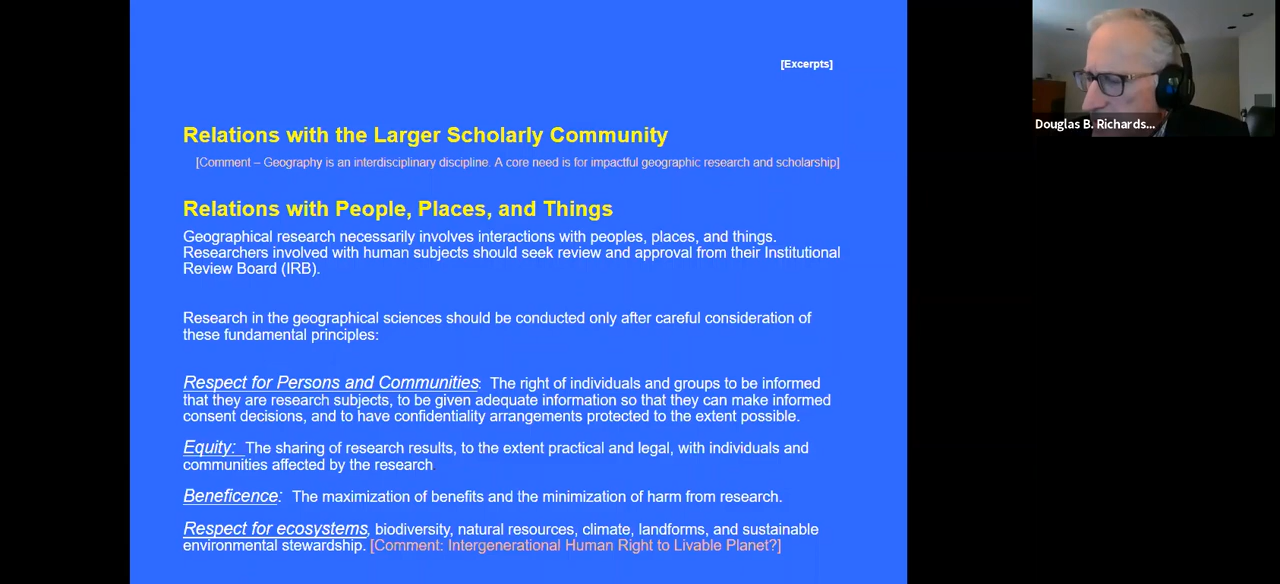 [Excerpts]
Relations with the Larger Scholarly Community
[Comment – Geography is an interdisciplinary discipline. A core need is for impactful geographic research and scholarship]
Relations with People, Places, and Things
Geographical research necessarily involves interactions with peoples, places, and things.
Researchers involved with human subjects should seek review and approval from their Institutional
Review Board (IRB).
Research in the geographical sciences should be conducted only after careful consideration of
these fundamental principles:
Respect for Persons and Communities: The right of individuals and groups to be informed
that they are research subjects, to be given adequate information so that they can make informed
consent decisions, and to have confidentiality arrangements protected to the extent possible.
Equity: The sharing of research results, to the extent practical and legal, with individuals and
communities affected by the research.
Beneficence: The maximization of benefits and the minimization of harm from research.
Respect for ecosystems, biodiversity, natural resources, climate, landforms, and sustainable
environmental stewardship. [Comment: Intergenerational Human Right to Livable Planet?]
Douglas B. Richards...